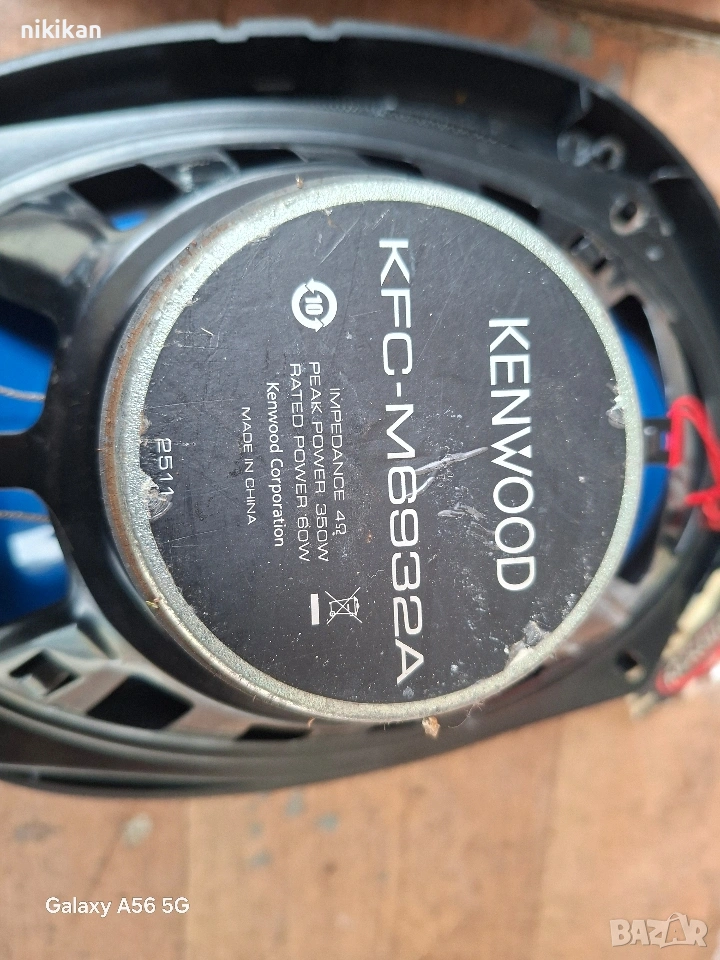 nikikan
KENWOOD
KFC-M6932A
IMPEDANCE 4Ω
PEAK POWER 350W
RATED POWER 60W
Kenwood Corporation
MADE IN CHINA
10
2511
Galaxy A56 5G
BAZAR